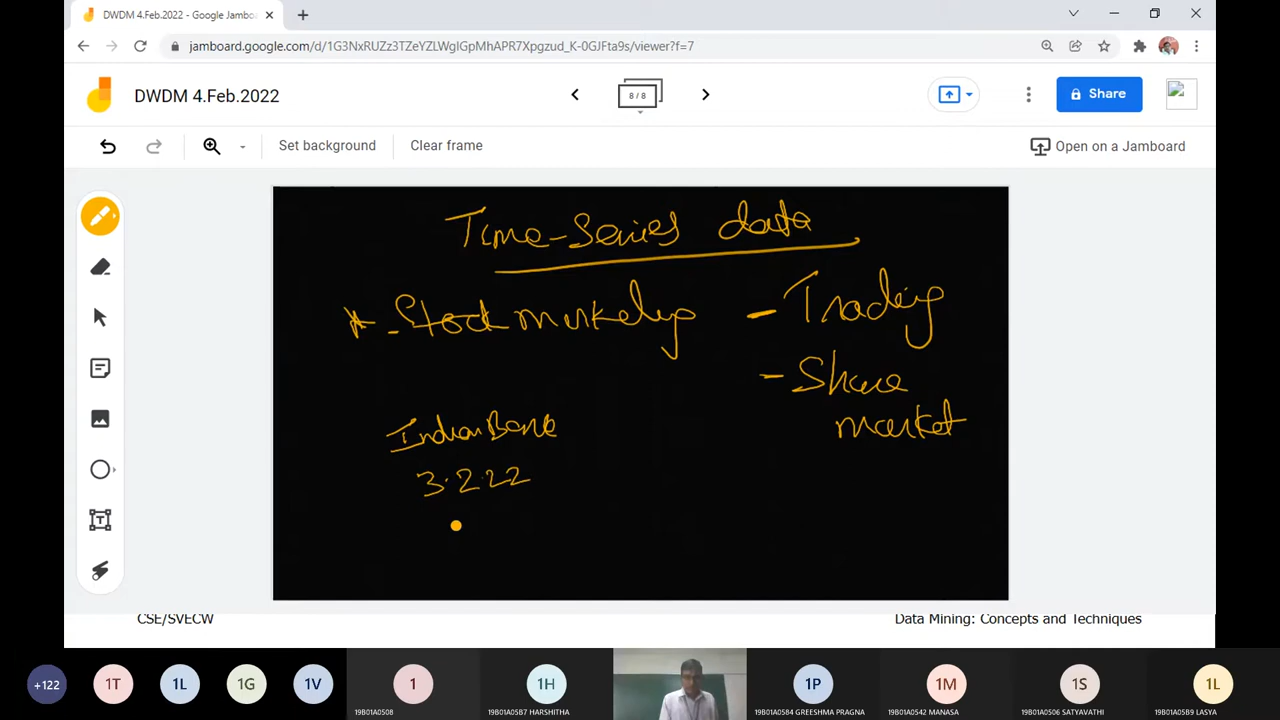 DWDM 4.Feb.2022 - Google Jambo
jamboard.google.com/d/1G3NxRUZz3TZeYZLWgIGpMhAPR7Xpgzud_K-0GJFta9s/viewer?f=7
DWDM 4.Feb.2022
8 / 8
Share
Set background
Clear frame
Open on a Jamboard
Time-Series data
- Stock
- Trading
- Share
market
Indian Bank
3.2.22
CSE/SVECW
Data Mining: Concepts and Techniques
+122
1T
1L
1G
1V
1
1H
1P
1M
1S
1L
19B01A0508
19B01A05B7 HARSHITHA
19B01A0584 GREESHMA PRAGNA
19B01A0542 MANASA
19B01A0506 SATYAVATHI
19B01A05B9 LASYA